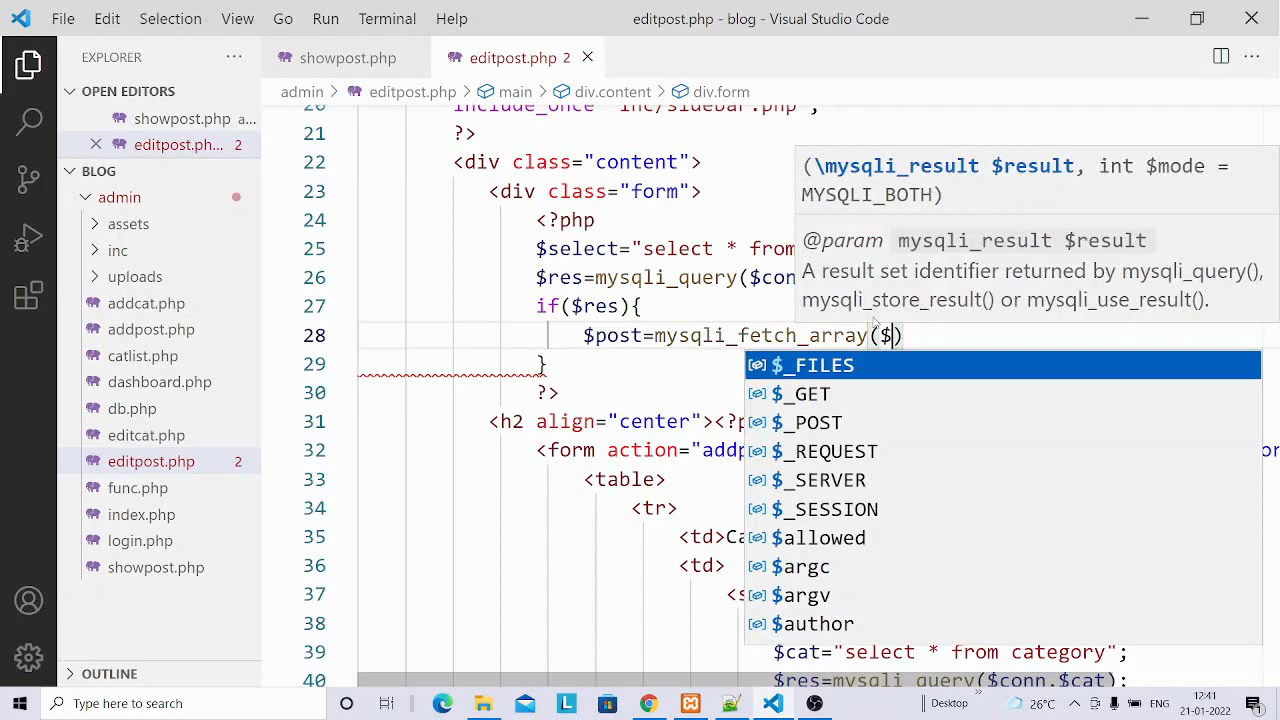 File Edit Selection View Go Run Terminal Help editpost.php - blog - Visual Studio Code
EXPLORER ...
showpost.php editpost.php 2
OPEN EDITORS
admin > editpost.php > main > div.content > div.form
showpost.php a...
editpost.ph... 2
BLOG
admin
assets
inc
uploads
addcat.php
addpost.php
catlist.php
dashboard.php
db.php
editcat.php
editpost.php 2
func.php
index.php
login.php
showpost.php
OUTLINE
20 include_once "inc/sidebar.php";
21 ?>
22 <div class="content">
23 <div class="form">
24 <?php
25 $select="select * from
26 $res=mysqli_query($con
27 if($res){
28 $post=mysqli_fetch_array($)
29 }
30 ?>
31 <h2 align="center"><?p
32 <form action="addp
33 <table>
34 <tr>
35 <td>Ca
36 <td>
37 <s
38
39 $cat="select * from category";
40 $res=mysqli_query($conn,$cat);
(\mysqli_result $result, int $mode =
MYSQLI_BOTH)
@param mysqli_result $result
A result set identifier returned by mysqli_query(),
mysqli_store_result() or mysqli_use_result().
$_FILES
$_GET
$_POST
$_REQUEST
$_SERVER
$_SESSION
$allowed
$argc
$argv
$author
Type here to search
Desktop
26°C
ENG
12:41
21-01-2022